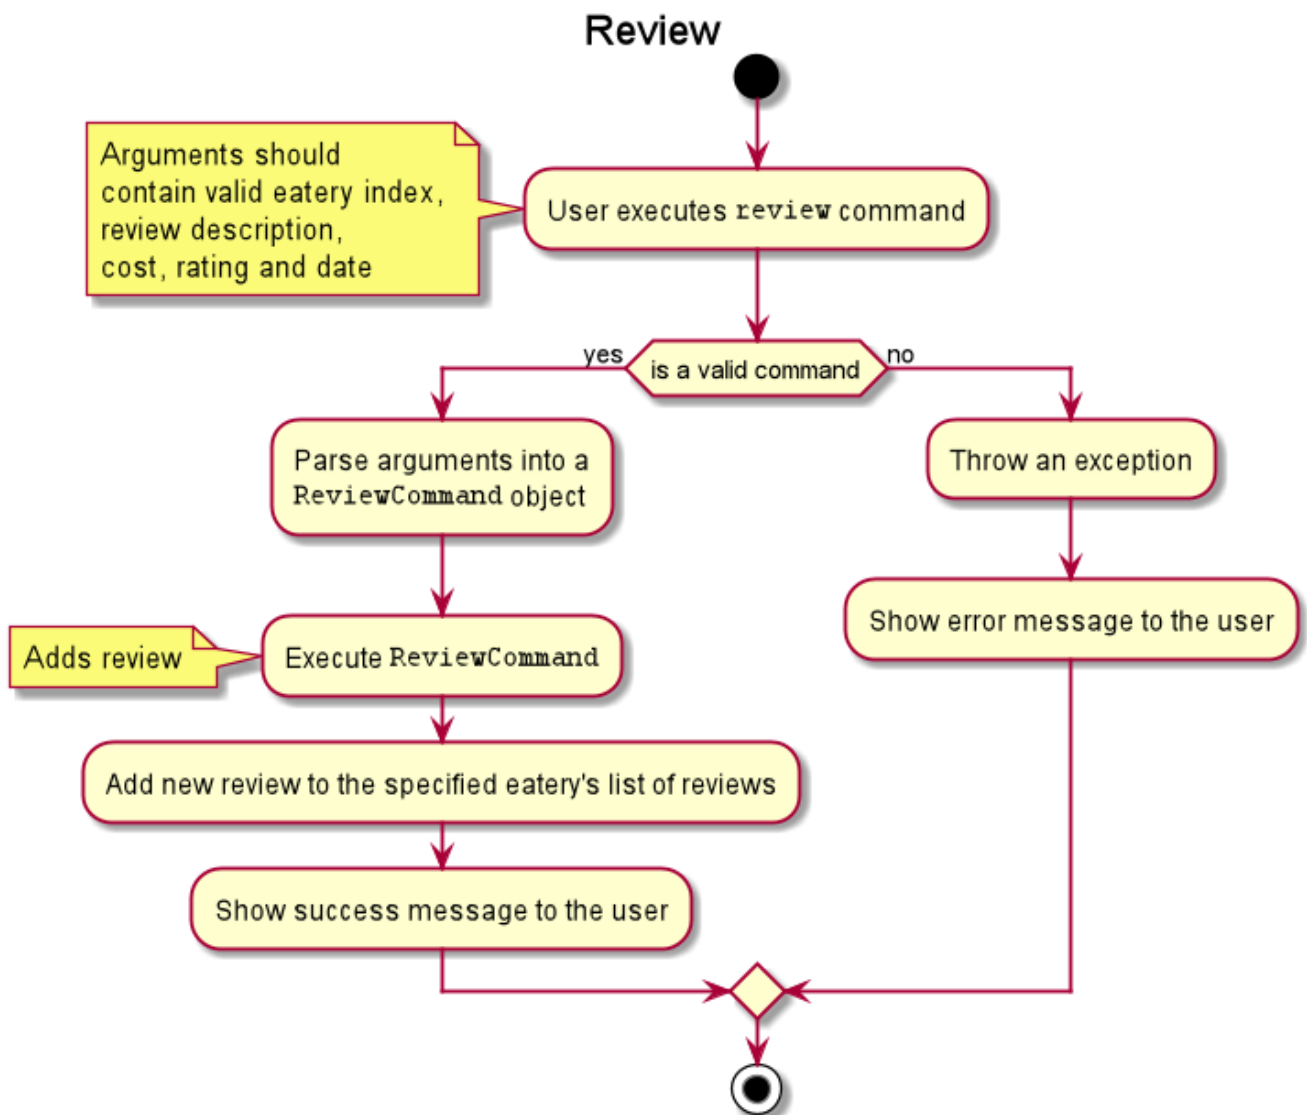 Review
Arguments should
contain valid eatery index,
review description,
cost, rating and date
User executes review command
yes
is a valid command
no
Parse arguments into a
ReviewCommand object
Throw an exception
Show error message to the user
Adds review
Execute ReviewCommand
Add new review to the specified eatery's list of reviews
Show success message to the user